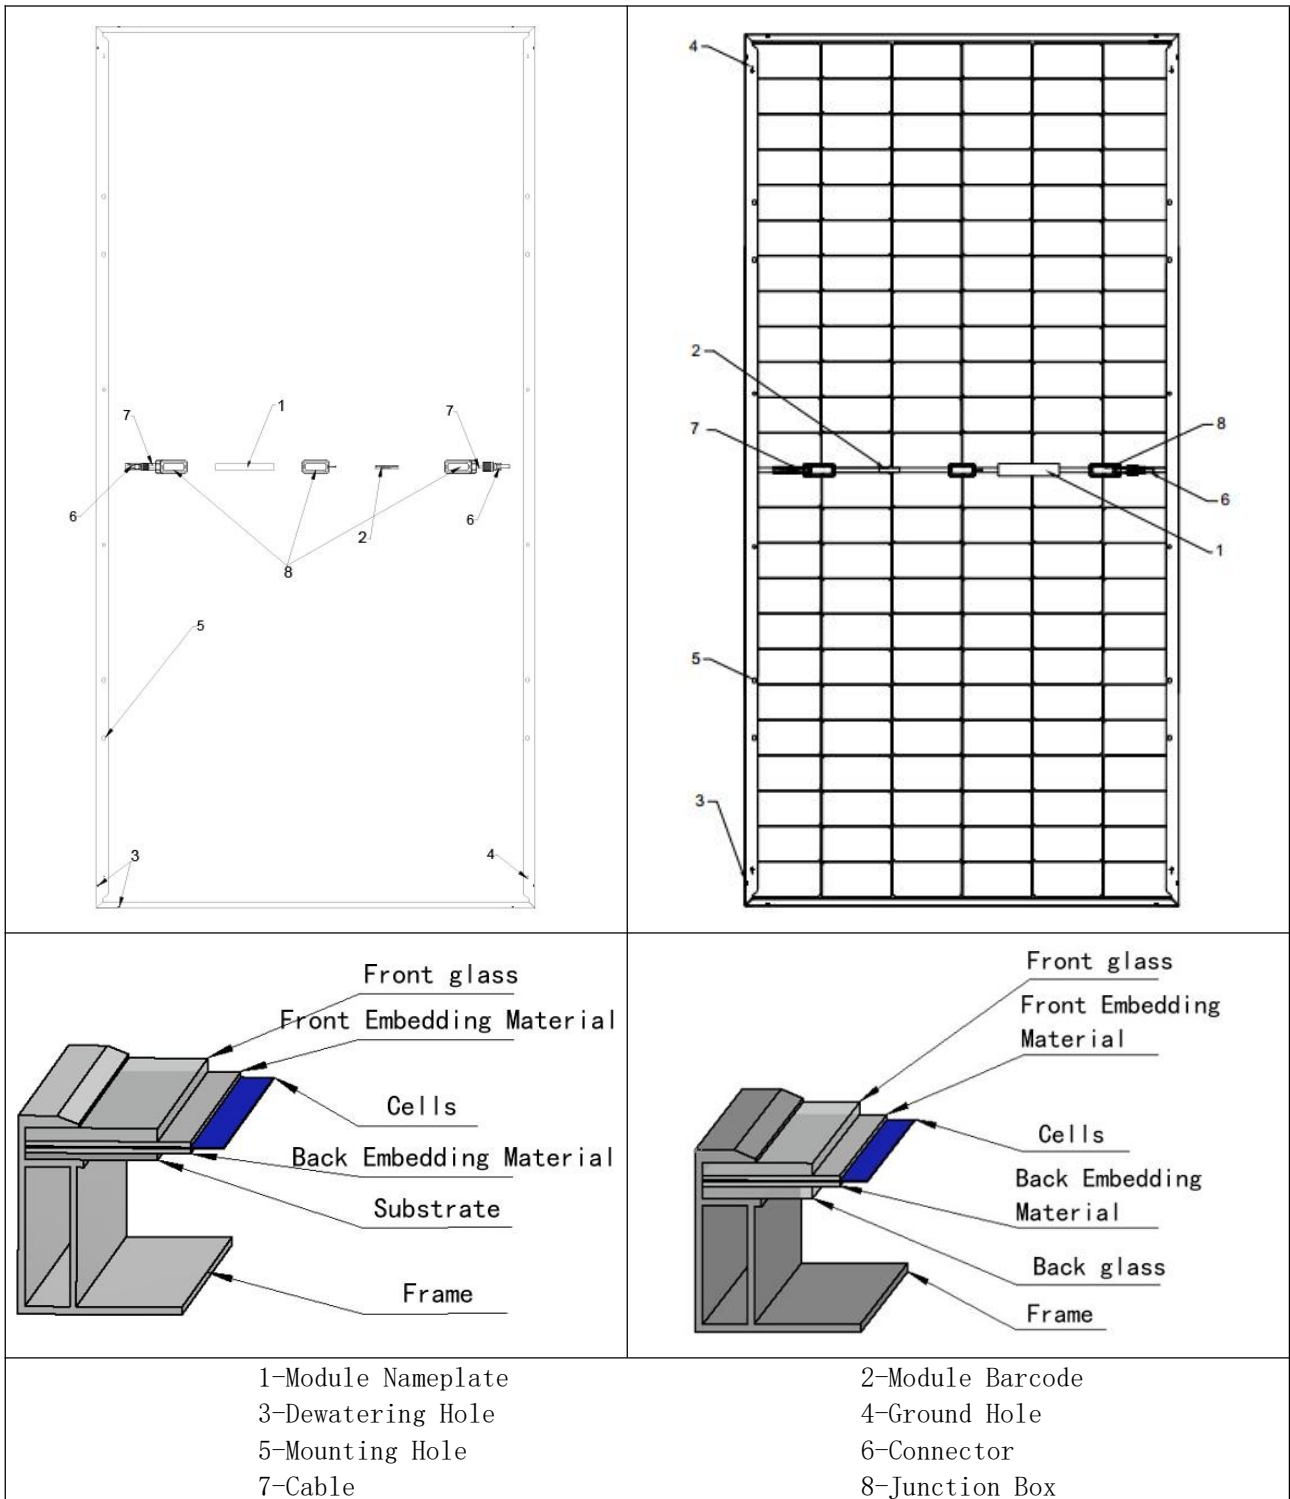 1
7
7
6
2
6
8
5
3
4
4
2
7
8
6
1
5
3
Front glass
Front Embedding Material
Cells
Back Embedding Material
Substrate
Frame
Front glass
Front Embedding
Material
Cells
Back Embedding
Material
Back glass
Frame
1-Module Nameplate
2-Module Barcode
3-Dewatering Hole
4-Ground Hole
5-Mounting Hole
6-Connector
7-Cable
8-Junction Box